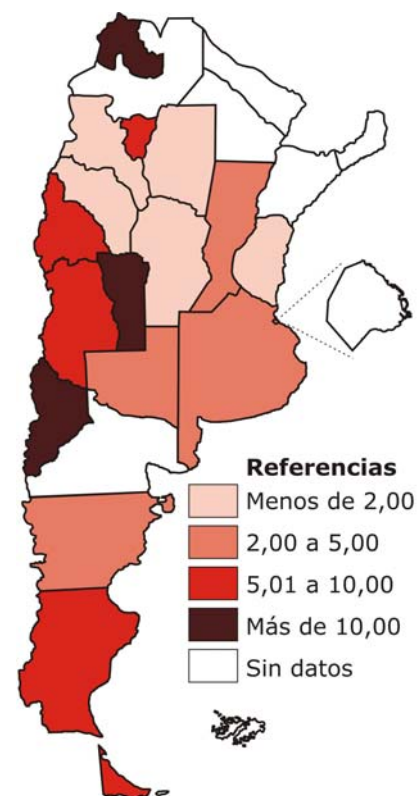 Referencias
Menos de 2,00
2,00 a 5,00
5,01 a 10,00
Más de 10,00
Sin datos